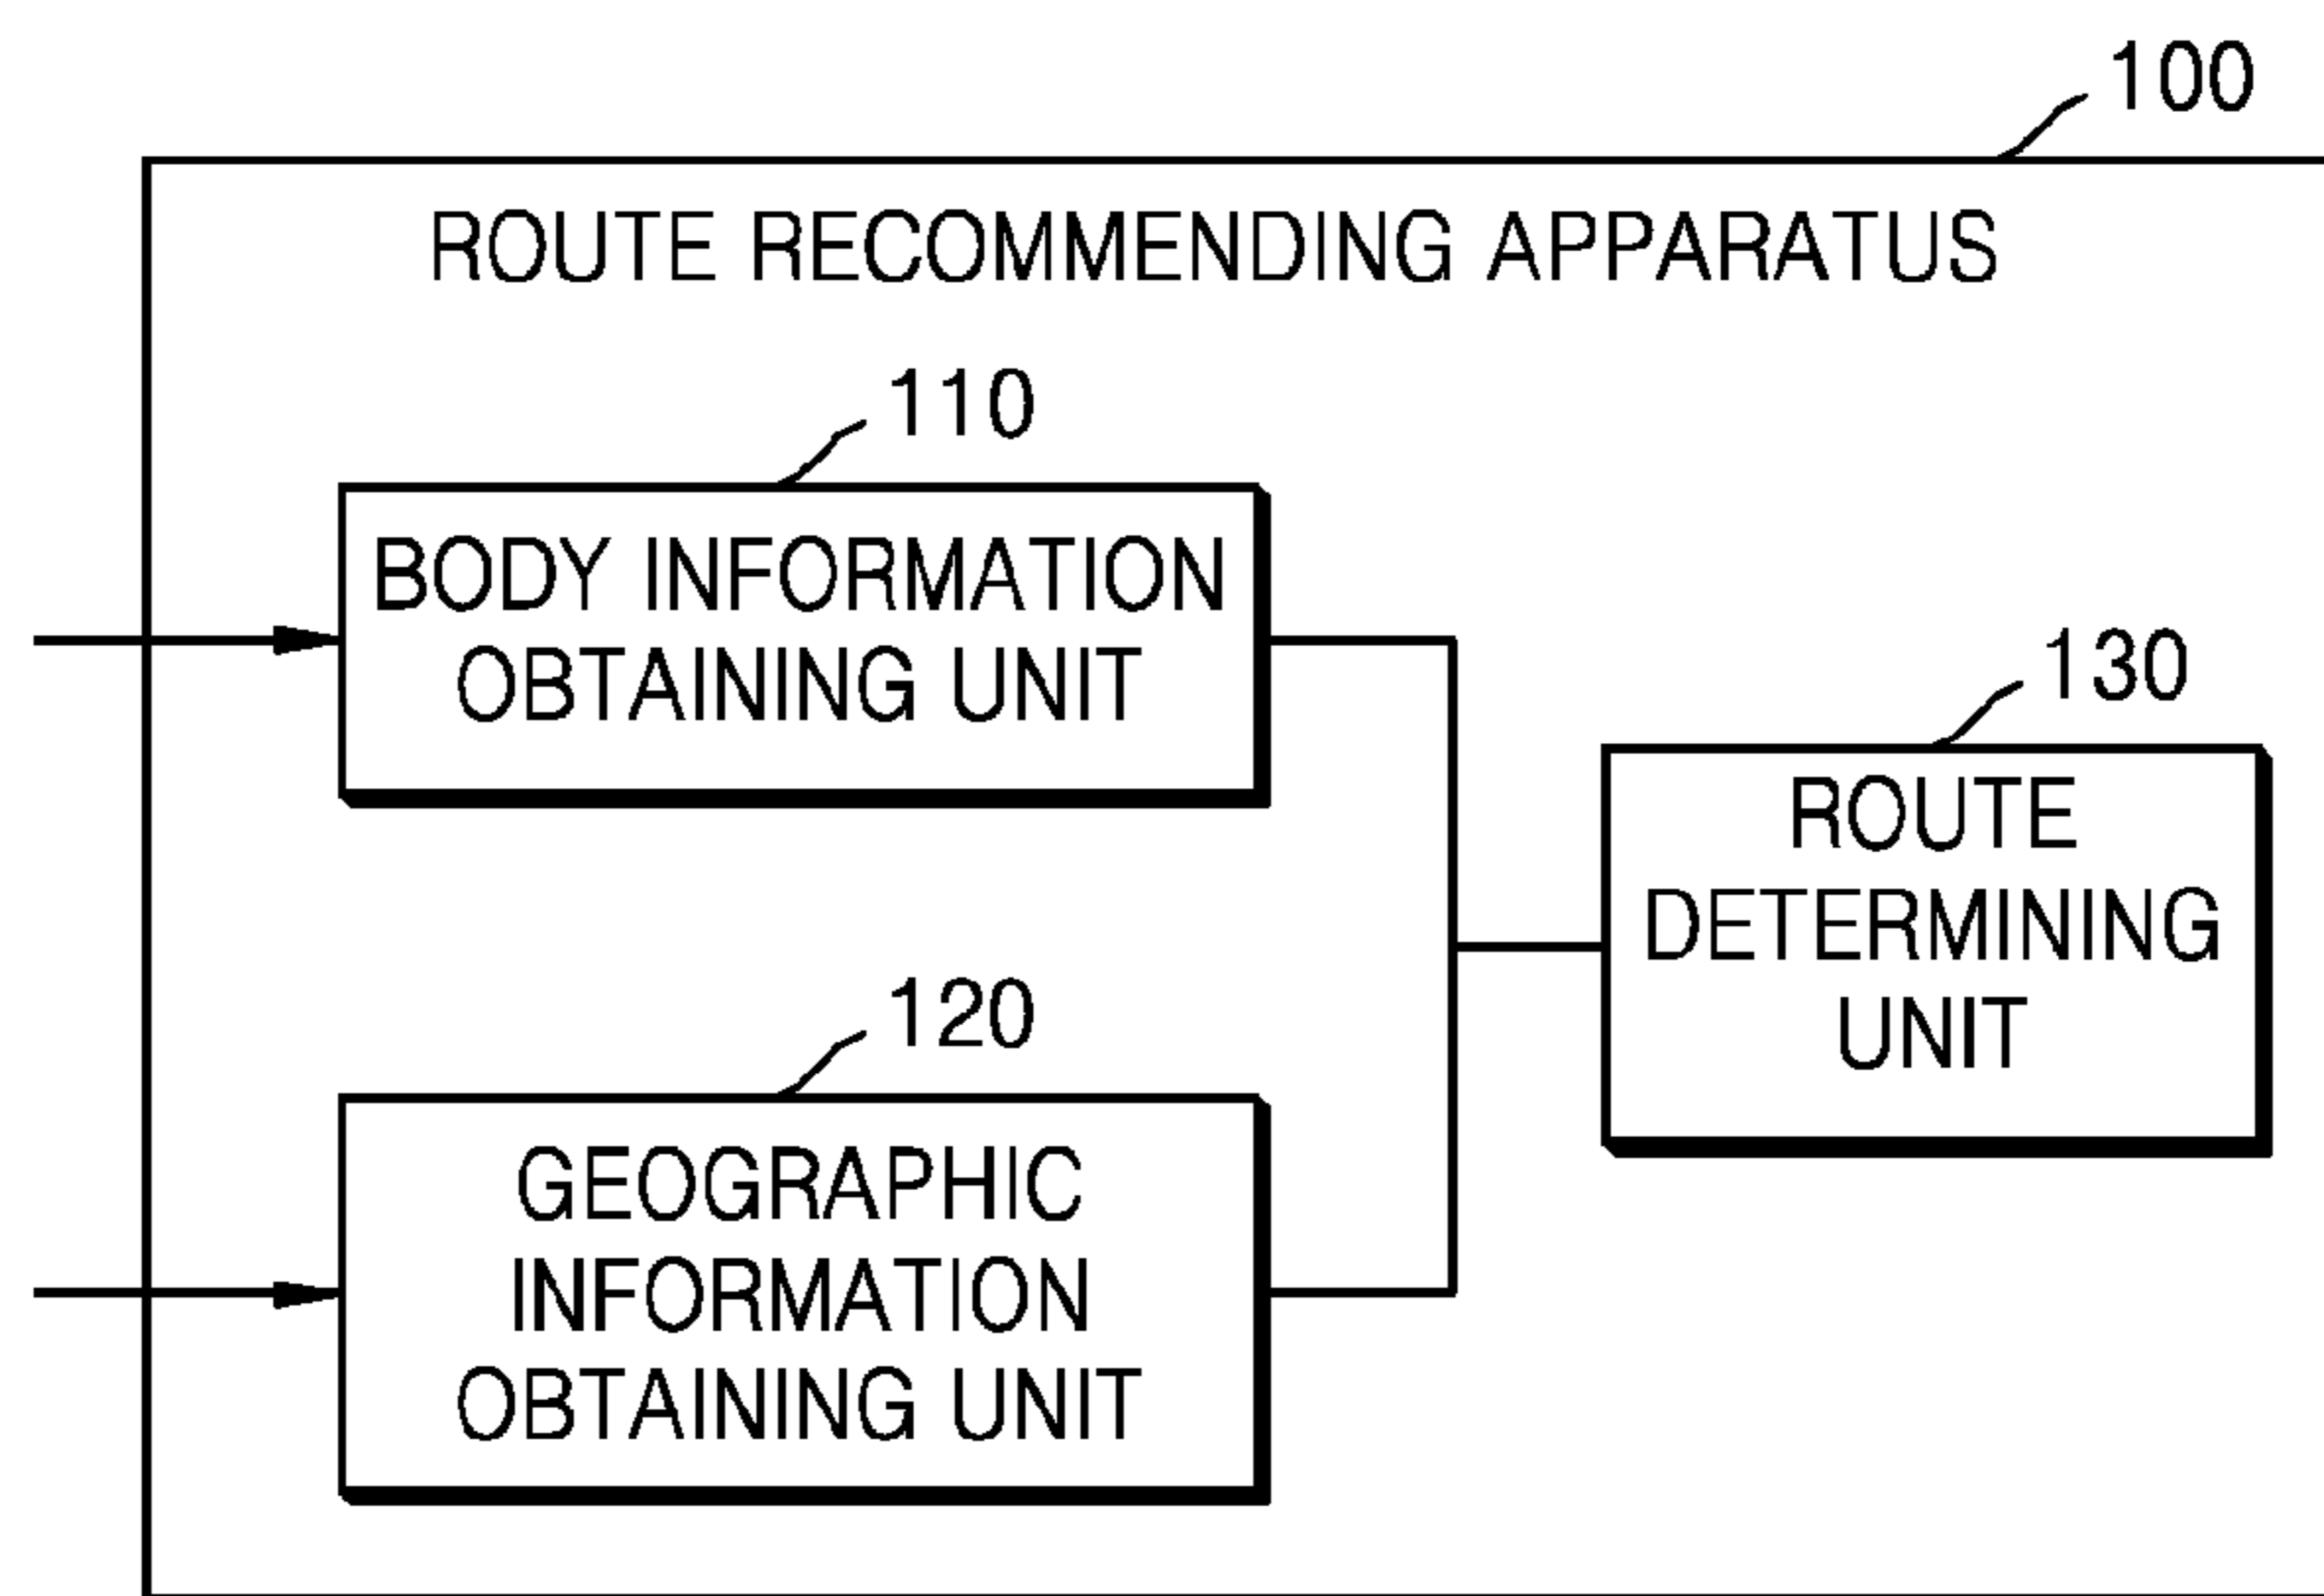 100
ROUTE RECOMMENDING APPARATUS
110
BODY INFORMATION
OBTAINING UNIT
130
ROUTE
DETERMINING
UNIT
120
GEOGRAPHIC
INFORMATION
OBTAINING UNIT